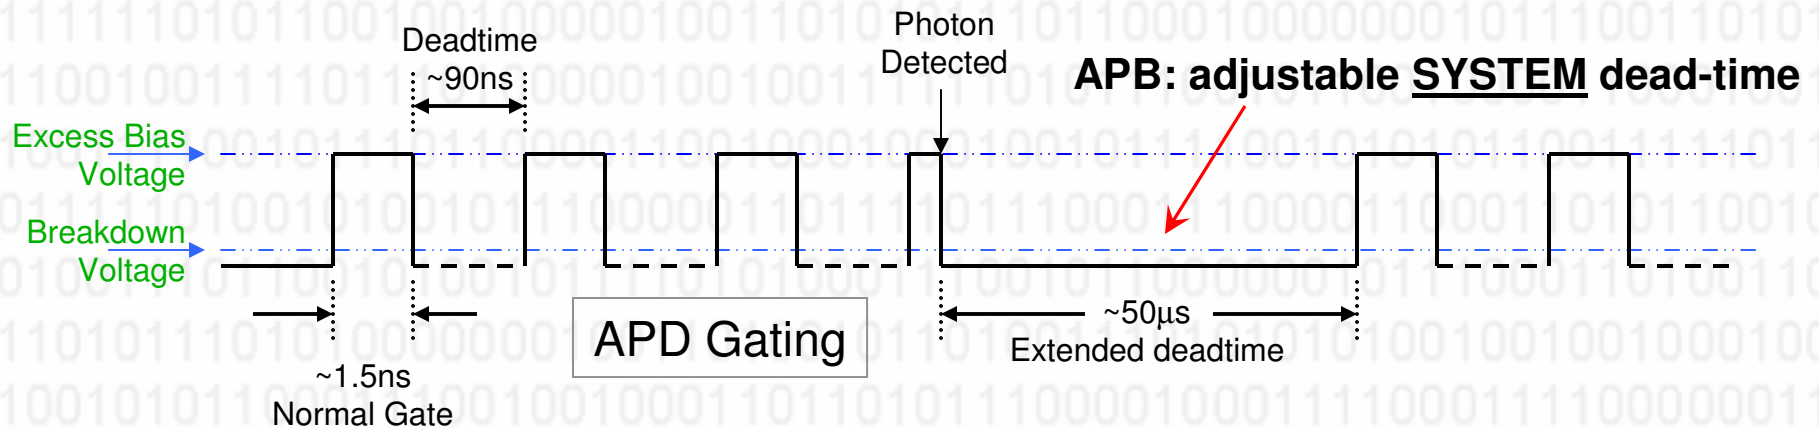 Deadtime
~90ns
Photon
Detected
APB: adjustable SYSTEM dead-time
Excess Bias
Voltage
Breakdown
Voltage
APD Gating
~50μs
Extended deadtime
~1.5ns
Normal Gate